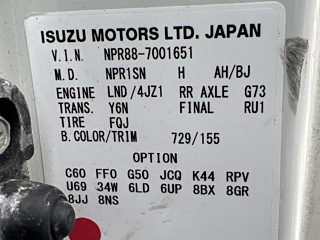 ISUZU MOTORS LTD. JAPAN
V.I.N. NPR88-7001651
M.D. NPR1SN H AH/BJ
ENGINE LND/4JZ1 RR AXLE G73
TRANS. Y6N FINAL RU1
TIRE FQJ
B.COLOR/TRIM 729/155
OPTION
C60 FF0 G50 JCQ K44 RPV
U69 34W 6LD 6UP 8BX 8GR
8JJ 8NS